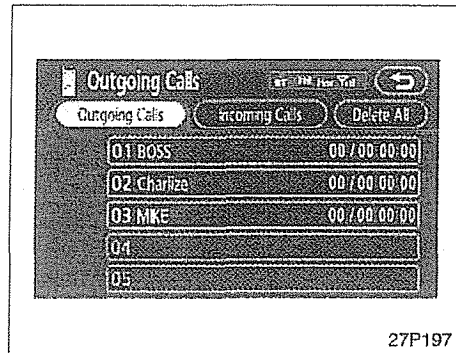 Outgoing Calls
Outgoing Calls Incoming Calls Delete All
01 BOSS 00/00 00:00
02 Charlize 00/00 00:00
03 MIKE 00/00 00:00
04
05
27P197